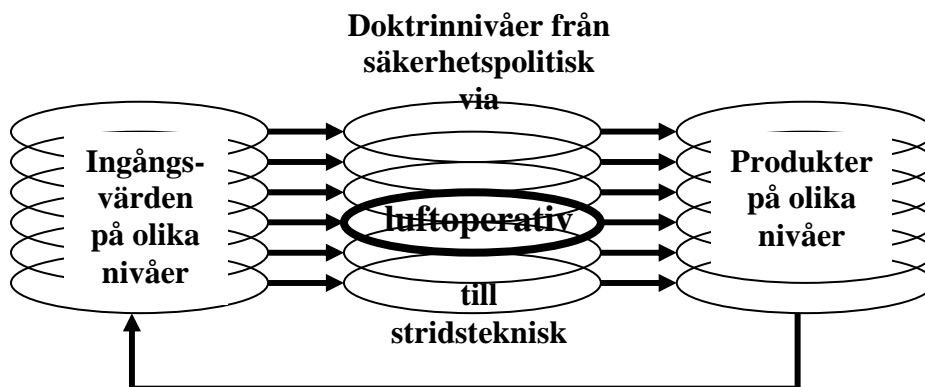 Doktrinnivåer från
säkerhetspolitisk
via
Ingångs-
värden
på olika
nivåer
luftoperativ
till
stridsteknisk
Produkter
på olika
nivåer